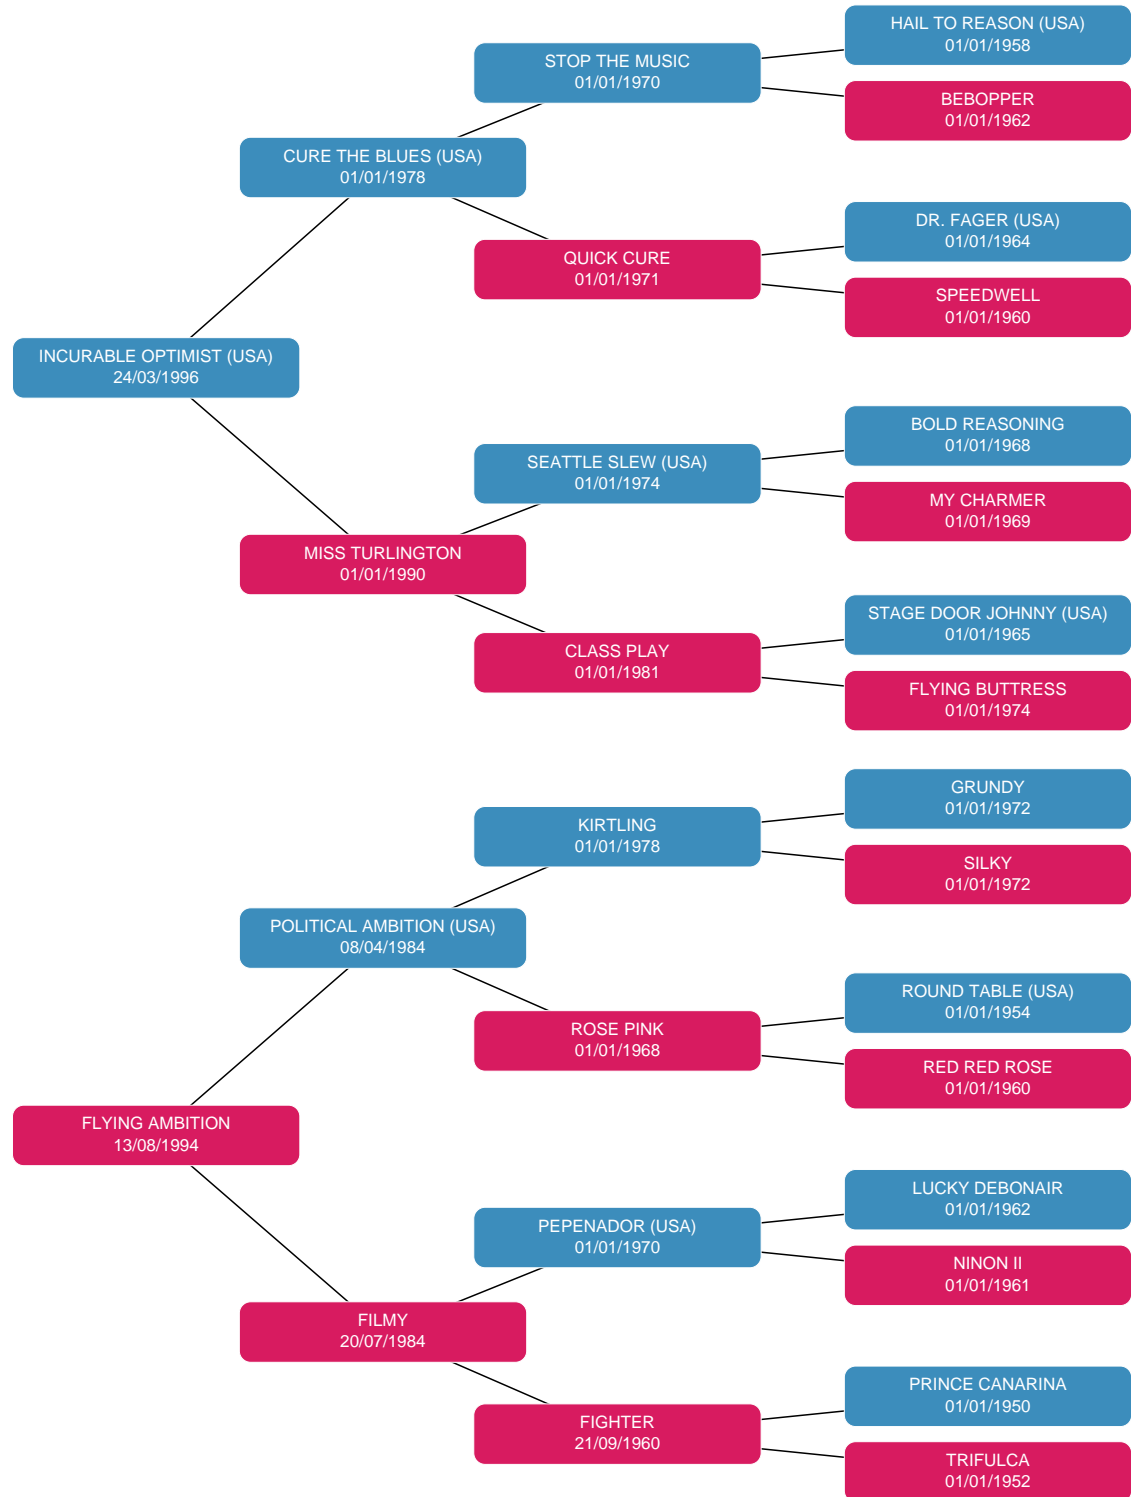 HAIL TO REASON (USA)
01/01/1958
STOP THE MUSIC
01/01/1970
BEBOPPER
01/01/1962
CURE THE BLUES (USA)
01/01/1978
DR. FAGER (USA)
01/01/1964
QUICK CURE
01/01/1971
SPEEDWELL
01/01/1960
INCURABLE OPTIMIST (USA)
24/03/1996
BOLD REASONING
01/01/1968
SEATTLE SLEW (USA)
01/01/1974
MY CHARMER
01/01/1969
MISS TURLINGTON
01/01/1990
STAGE DOOR JOHNNY (USA)
01/01/1965
CLASS PLAY
01/01/1981
FLYING BUTTRESS
01/01/1974
GRUNDY
01/01/1972
KIRTLING
01/01/1978
SILKY
01/01/1972
POLITICAL AMBITION (USA)
08/04/1984
ROUND TABLE (USA)
01/01/1954
ROSE PINK
01/01/1968
RED RED ROSE
01/01/1960
FLYING AMBITION
13/08/1994
LUCKY DEBONAIR
01/01/1962
PEPENADOR (USA)
01/01/1970
NINON II
01/01/1961
FILMY
20/07/1984
PRINCE CANARINA
01/01/1950
FIGHTER
21/09/1960
TRIFULCA
01/01/1952